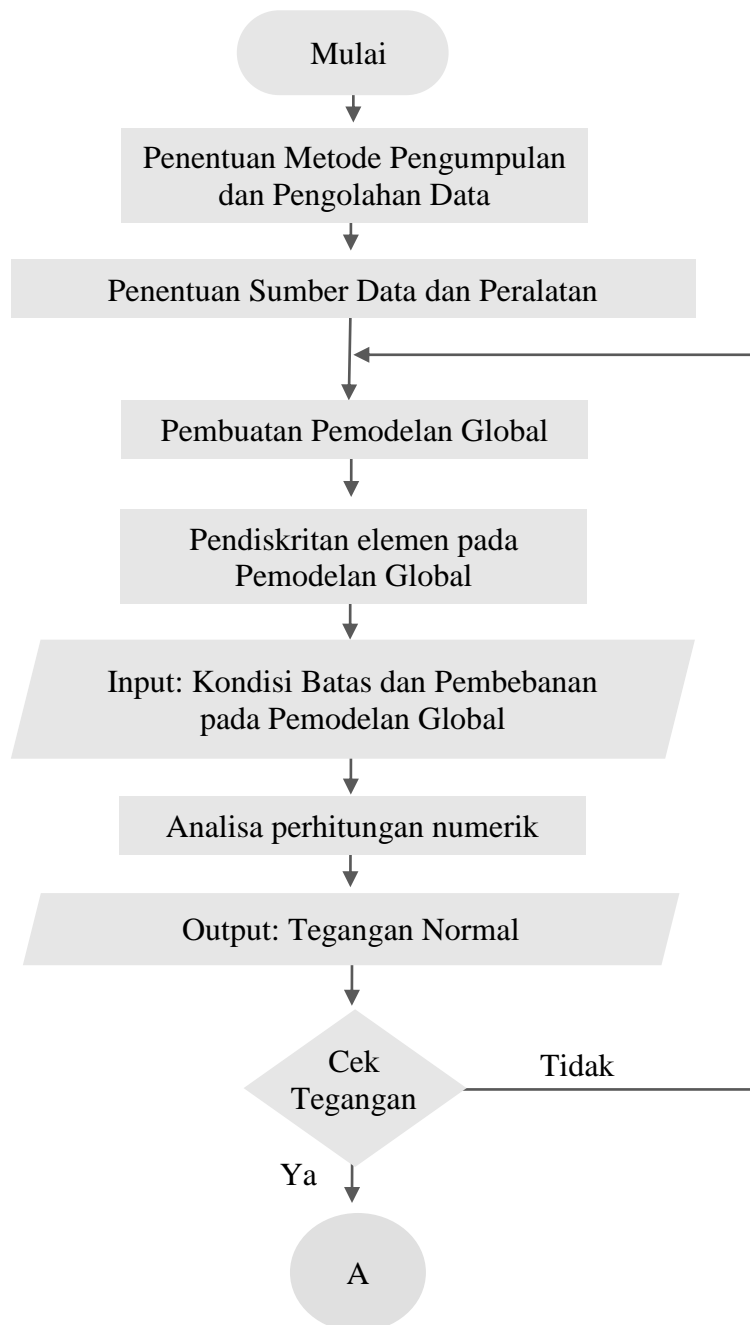 Mulai
Penentuan Metode Pengumpulan
dan Pengolahan Data
Penentuan Sumber Data dan Peralatan
Pembuatan Pemodelan Global
Pendiskritan elemen pada
Pemodelan Global
Input: Kondisi Batas dan Pembebanan
pada Pemodelan Global
Analisa perhitungan numerik
Output: Tegangan Normal
Cek
Tegangan
Tidak
Ya
A